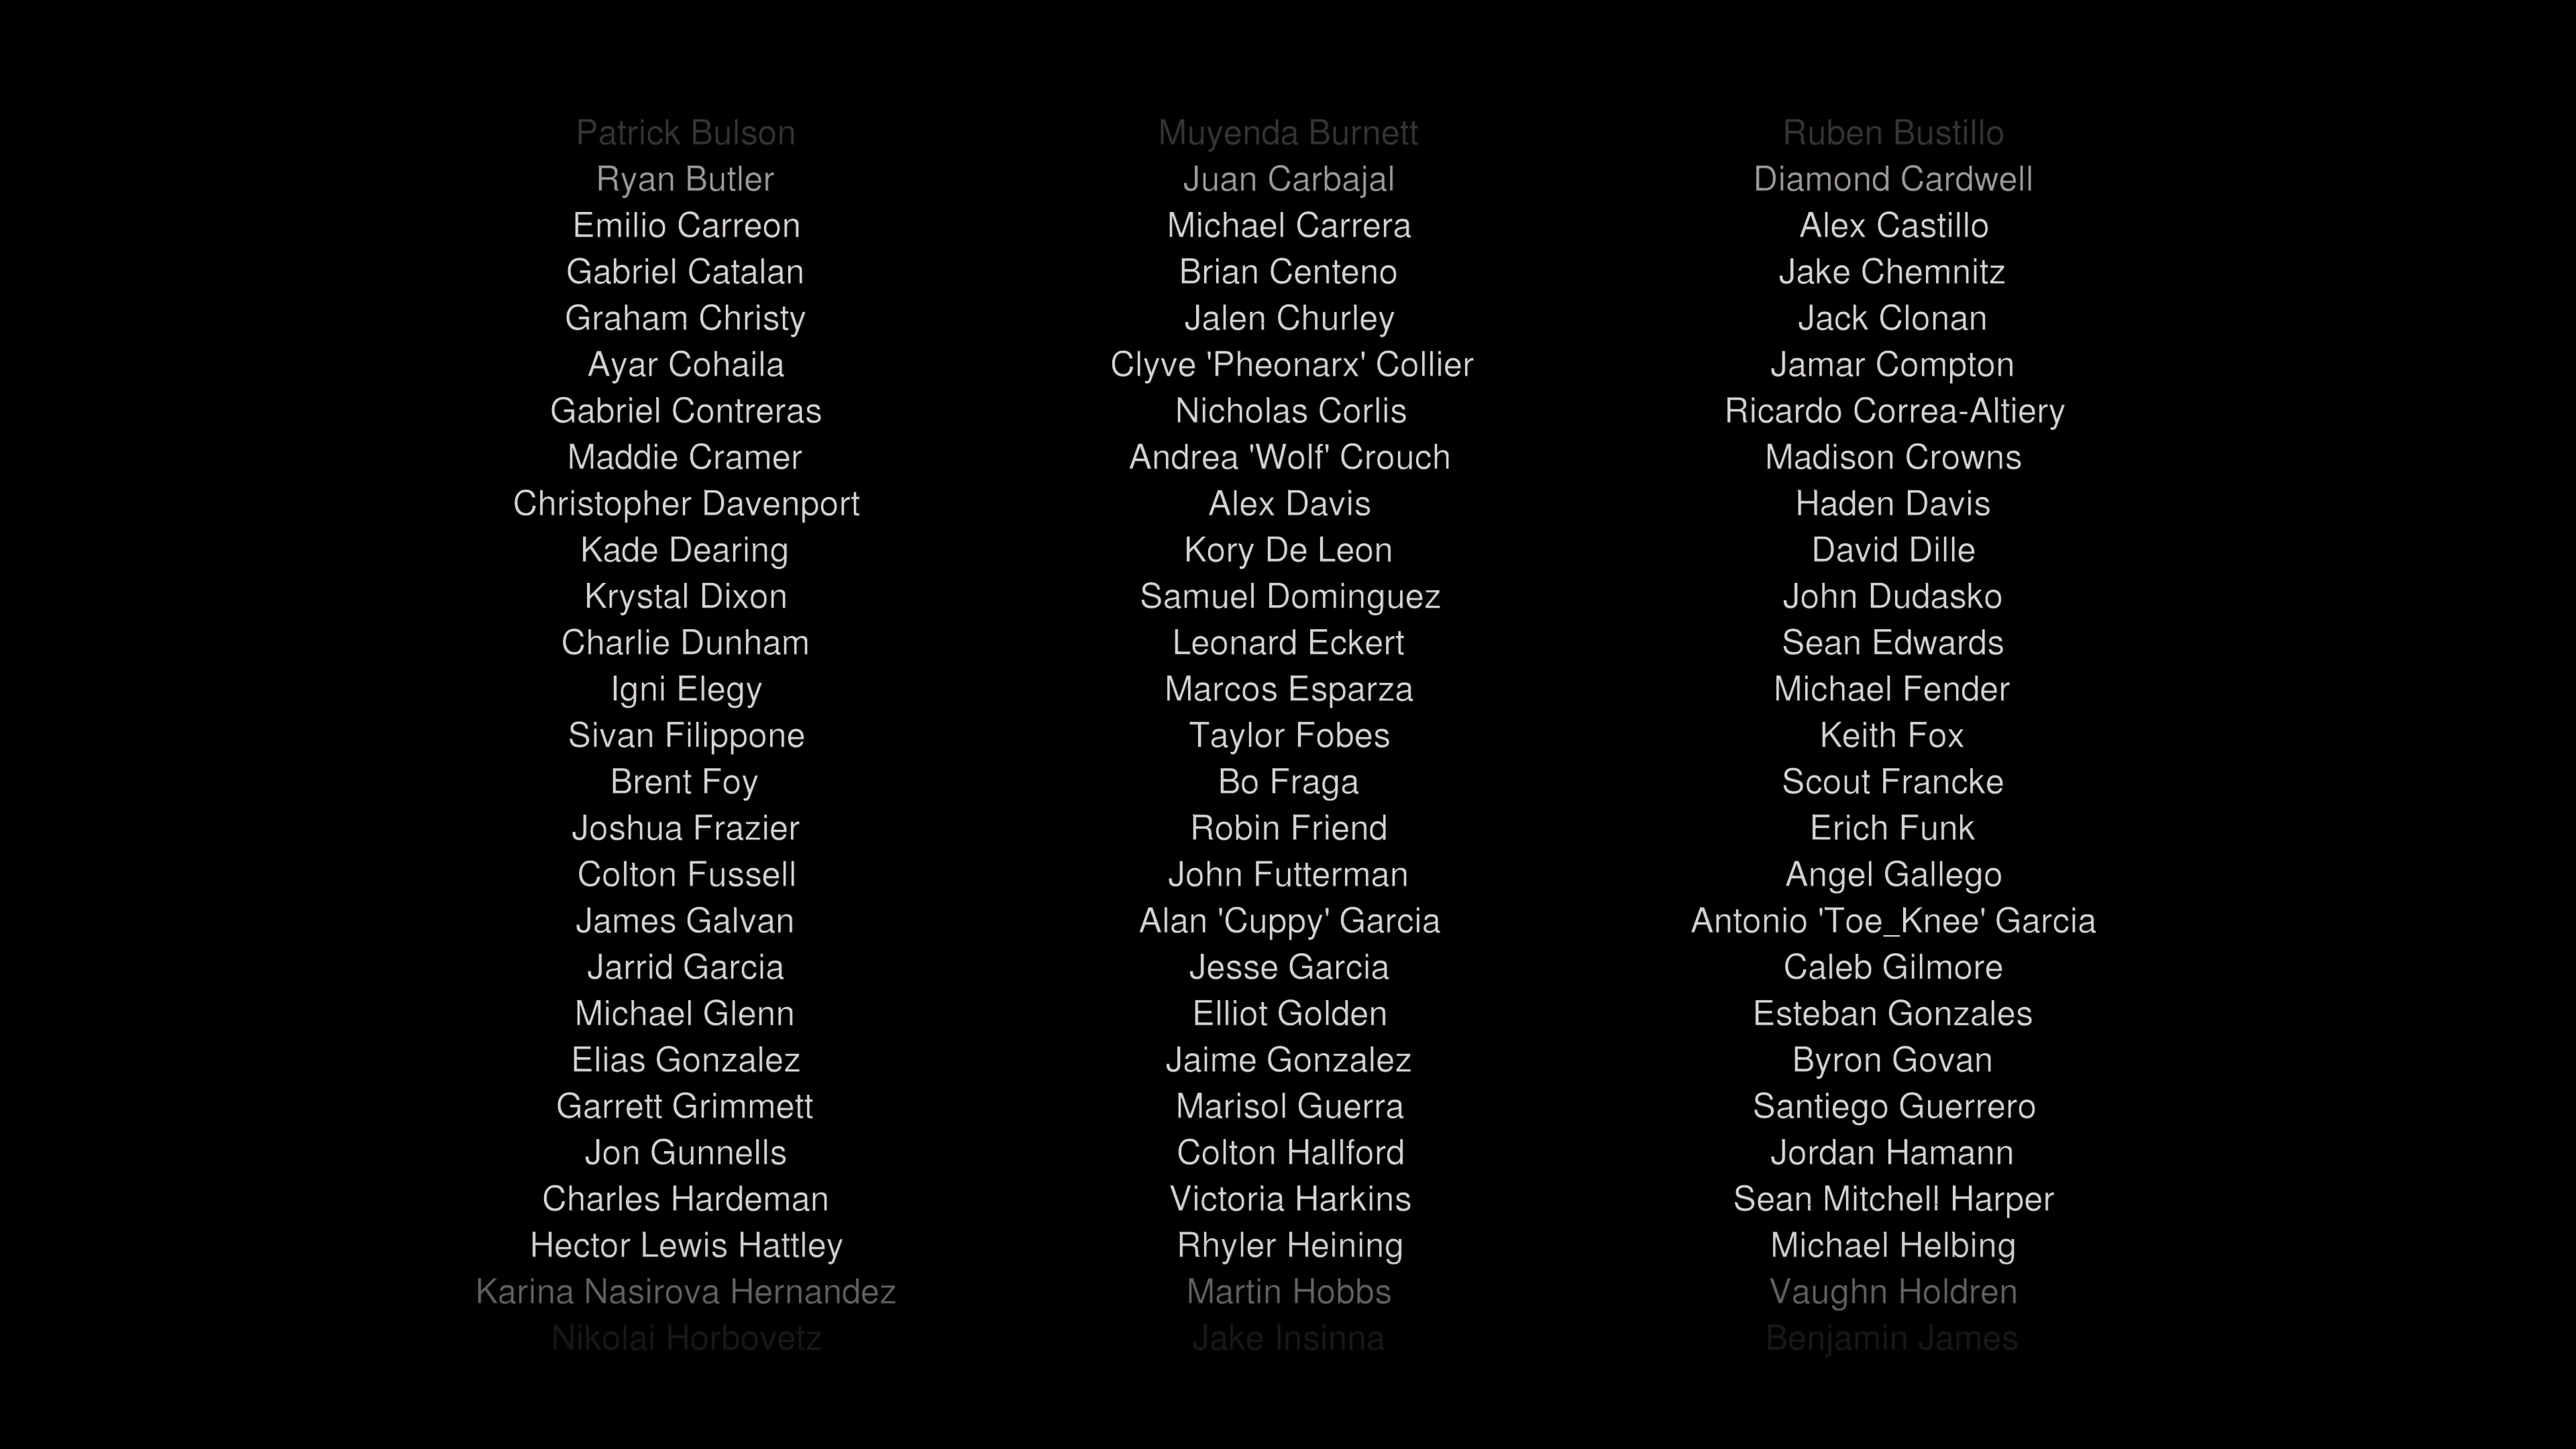 Patrick Bulson Muyenda Burnett Ruben Bustillo
Ryan Butler Juan Carbajal Diamond Cardwell
Emilio Carreon Michael Carrera Alex Castillo
Gabriel Catalan Brian Centeno Jake Chemnitz
Graham Christy Jalen Churley Jack Clonan
Ayar Cohaila Clyve 'Pheonarx' Collier Jamar Compton
Gabriel Contreras Nicholas Corlis Ricardo Correa-Altiery
Maddie Cramer Andrea 'Wolf' Crouch Madison Crowns
Christopher Davenport Alex Davis Haden Davis
Kade Dearing Kory De Leon David Dille
Krystal Dixon Samuel Dominguez John Dudasko
Charlie Dunham Leonard Eckert Sean Edwards
Igni Elegy Marcos Esparza Michael Fender
Sivan Filippone Taylor Fobes Keith Fox
Brent Foy Bo Fraga Scout Francke
Joshua Frazier Robin Friend Erich Funk
Colton Fussell John Futterman Angel Gallego
James Galvan Alan 'Cuppy' Garcia Antonio 'Toe_Knee' Garcia
Jarrid Garcia Jesse Garcia Caleb Gilmore
Michael Glenn Elliot Golden Esteban Gonzales
Elias Gonzalez Jaime Gonzalez Byron Govan
Garrett Grimmett Marisol Guerra Santiego Guerrero
Jon Gunnells Colton Hallford Jordan Hamann
Charles Hardeman Victoria Harkins Sean Mitchell Harper
Hector Lewis Hattley Rhyler Heining Michael Helbing
Karina Nasirova Hernandez Martin Hobbs Vaughn Holdren
Nikolai Horbovetz Jake Insinna Benjamin James